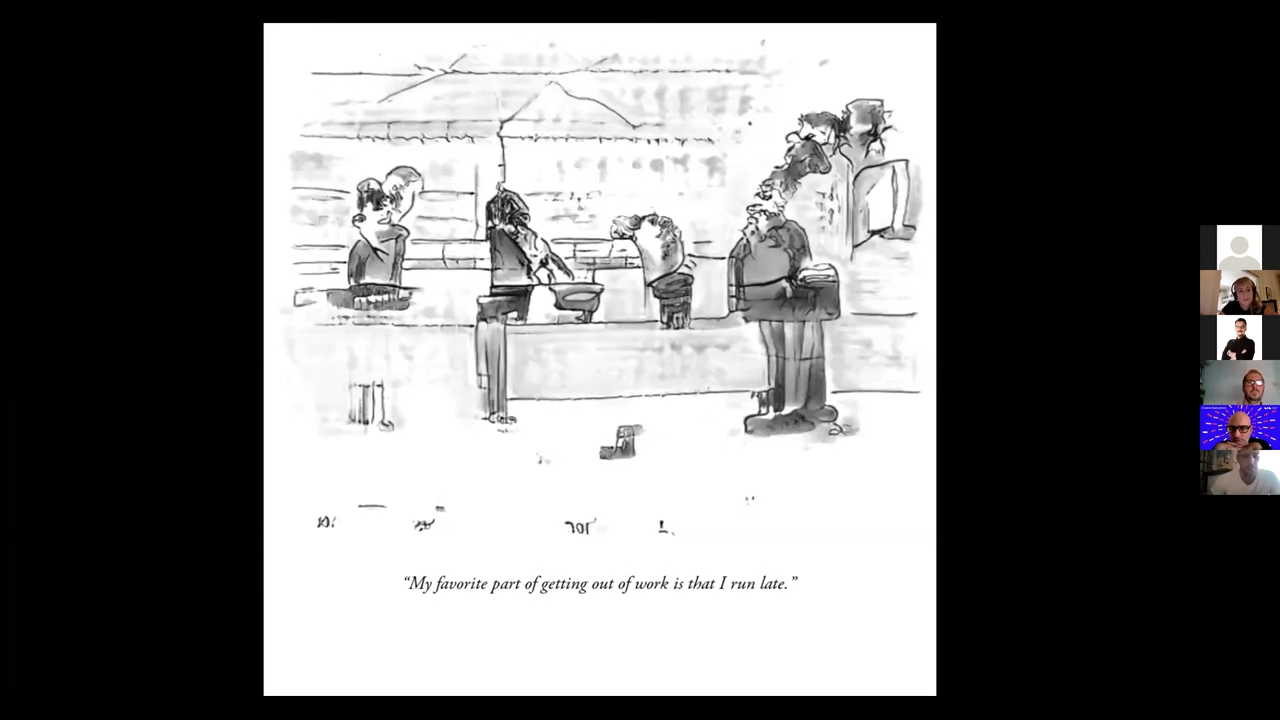 “My favorite part of getting out of work is that I run late.”